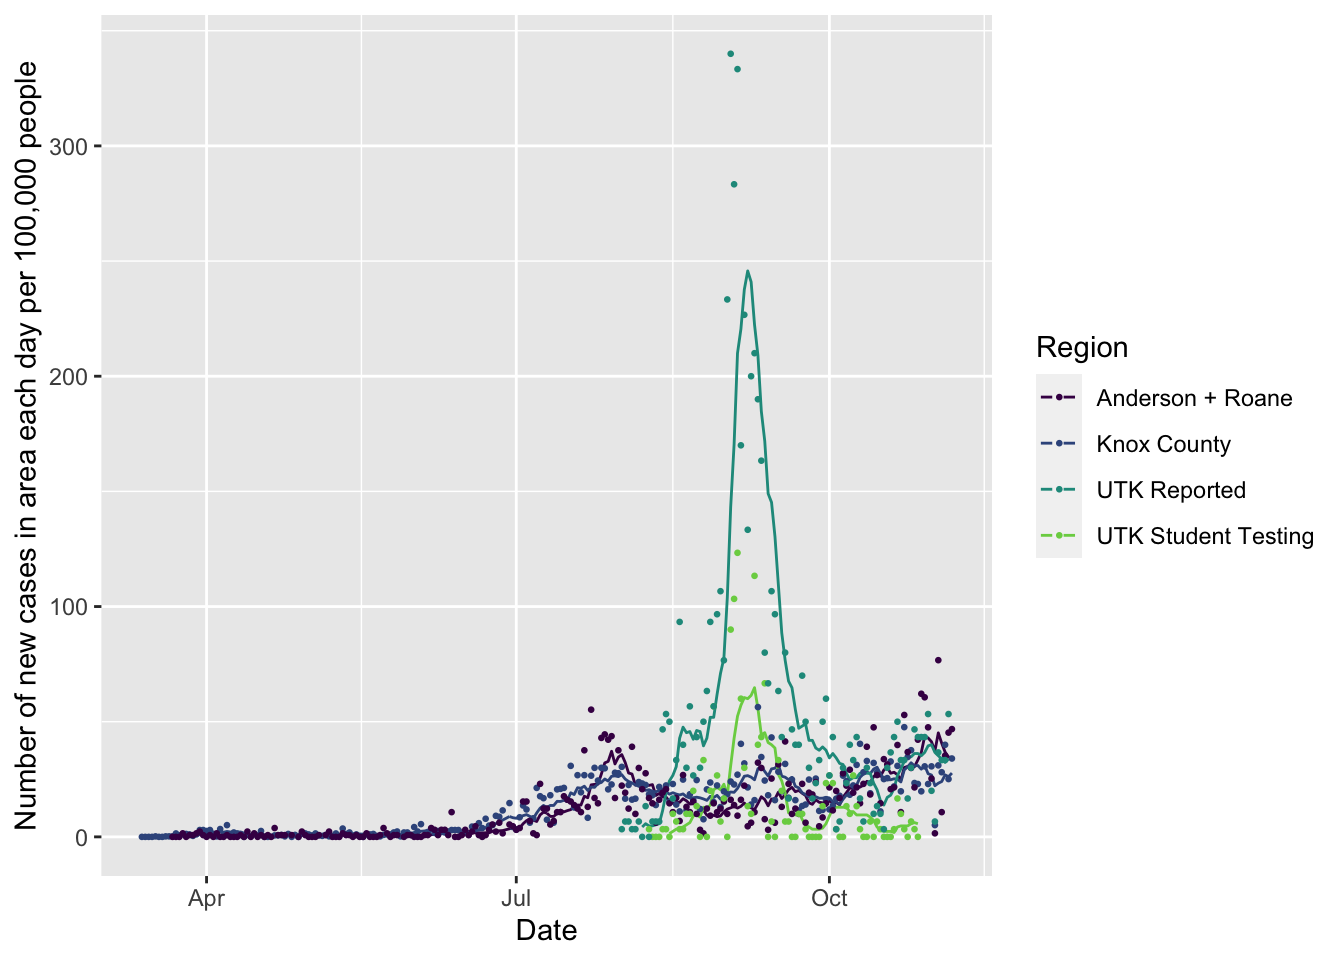 Number of new cases in area each day per 100,000 people
300
200
100
0
Apr
Jul
Oct
Date
Region
Anderson + Roane
Knox County
UTK Reported
UTK Student Testing